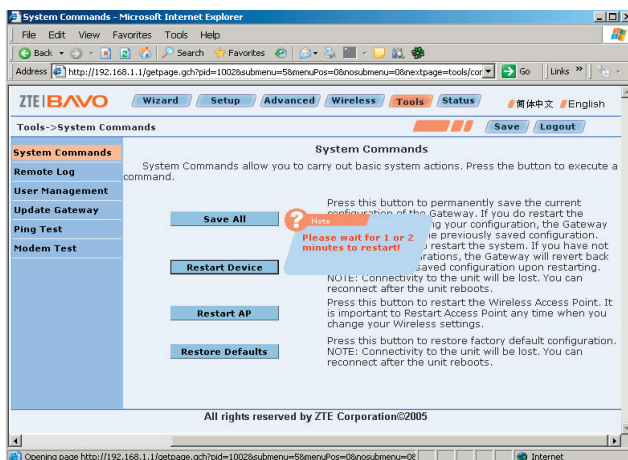 System Commands - Microsoft Internet Explorer
File Edit View Favorites Tools Help
Back Search Favorites
Address http://192.168.1.1/getpage.gch?pid=1002&submenu=5&menuPos=0&nosubmenu=0&nextpage=tools/cor Go Links »
ZTE|BAVO Wizard Setup Advanced Wireless Tools Status 简体中文 English
Tools->System Commands Save Logout
System Commands
Remote Log
User Management
Update Gateway
Ping Test
Modem Test
System Commands
System Commands allow you to carry out basic system actions. Press the button to execute a
command.
Save All
Press this button to permanently save the current
configuration of the Gateway. If you do restart the
ng your configuration, the Gateway
e previously saved configuration.
Note
Please wait for 1 or 2
minutes to restart!
Restart Device
restart the system. If you have not
rations, the Gateway will revert back
saved configuration upon restarting.
NOTE: Connectivity to the unit will be lost. You can
reconnect after the unit reboots.
Restart AP
Press this button to restart the Wireless Access Point. It
is important to Restart Access Point any time when you
change your Wireless settings.
Restore Defaults
Press this button to restore factory default configuration.
NOTE: Connectivity to the unit will be lost. You can
reconnect after the unit reboots.
All rights reserved by ZTE Corporation©2005
Opening page http://192.168.1.1/getpage.gch?pid=1002&submenu=5&menuPos=0&nosubmenu=0& Internet